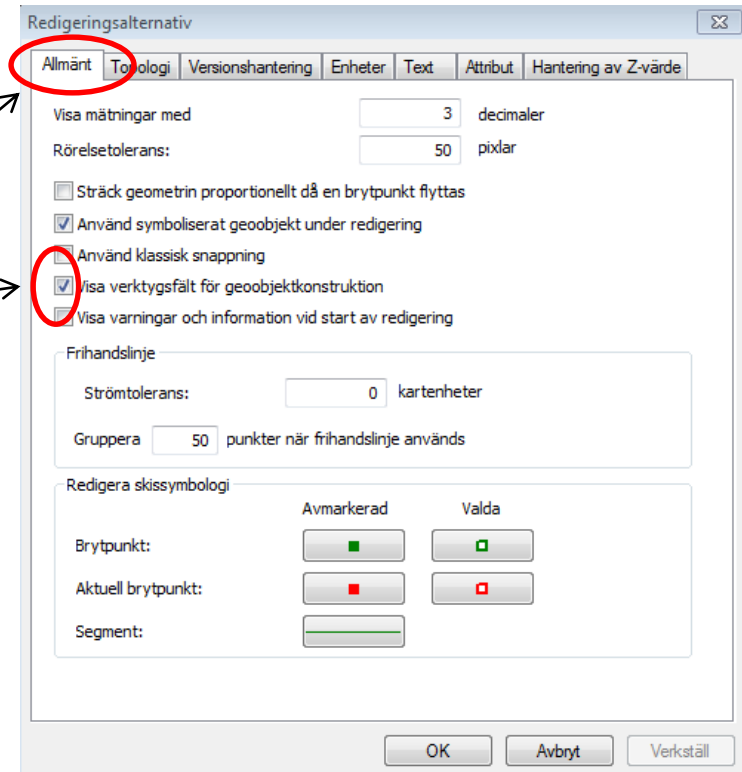 Redigeringsalternativ
Allmänt Topologi Versionshantering Enheter Text Attribut Hantering av Z-värde
Visa mätningar med 3 decimaler
Rörelsetolerans: 50 pixlar
Sträck geometrin proportionellt då en brytpunkt flyttas
Använd symboliserat geoobjekt under redigering
Använd klassisk snappning
Visa verktygsfält för geoobjektkonstruktion
Visa varningar och information vid start av redigering
Frihandslinje
Strömtolerans: 0 kartenheter
Gruppera 50 punkter när frihandslinje används
Redigera skissymbologi
Avmarkerad Valda
Brytpunkt:
Aktuell brytpunkt:
Segment:
OK Avbryt Verkställ